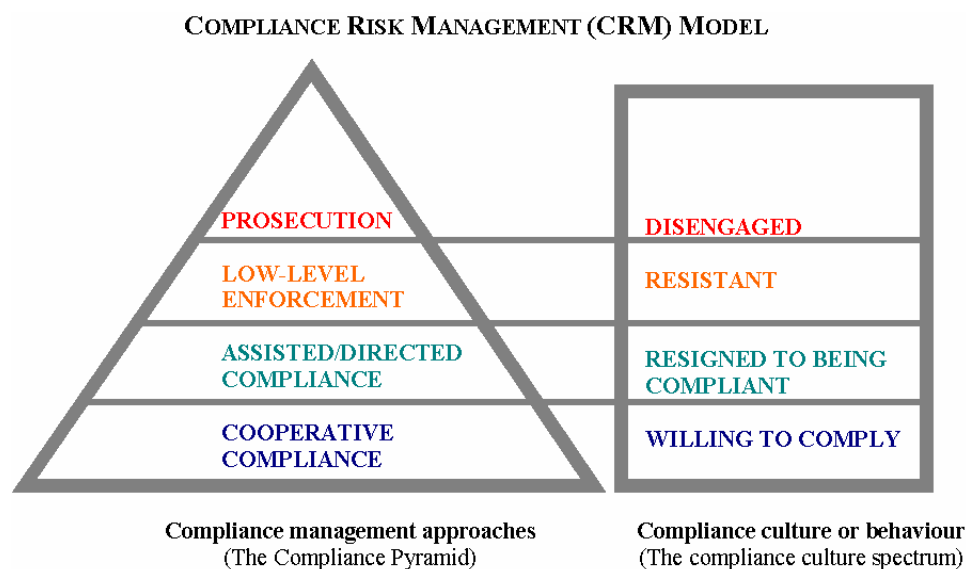 COMPLIANCE RISK MANAGEMENT (CRM) MODEL
PROSECUTION
LOW-LEVEL
ENFORCEMENT
ASSISTED/DIRECTED
COMPLIANCE
COOPERATIVE
COMPLIANCE
DISENGAGED
RESISTANT
RESIGNED TO BEING
COMPLIANT
WILLING TO COMPLY
Compliance management approaches
(The Compliance Pyramid)
Compliance culture or behaviour
(The compliance culture spectrum)